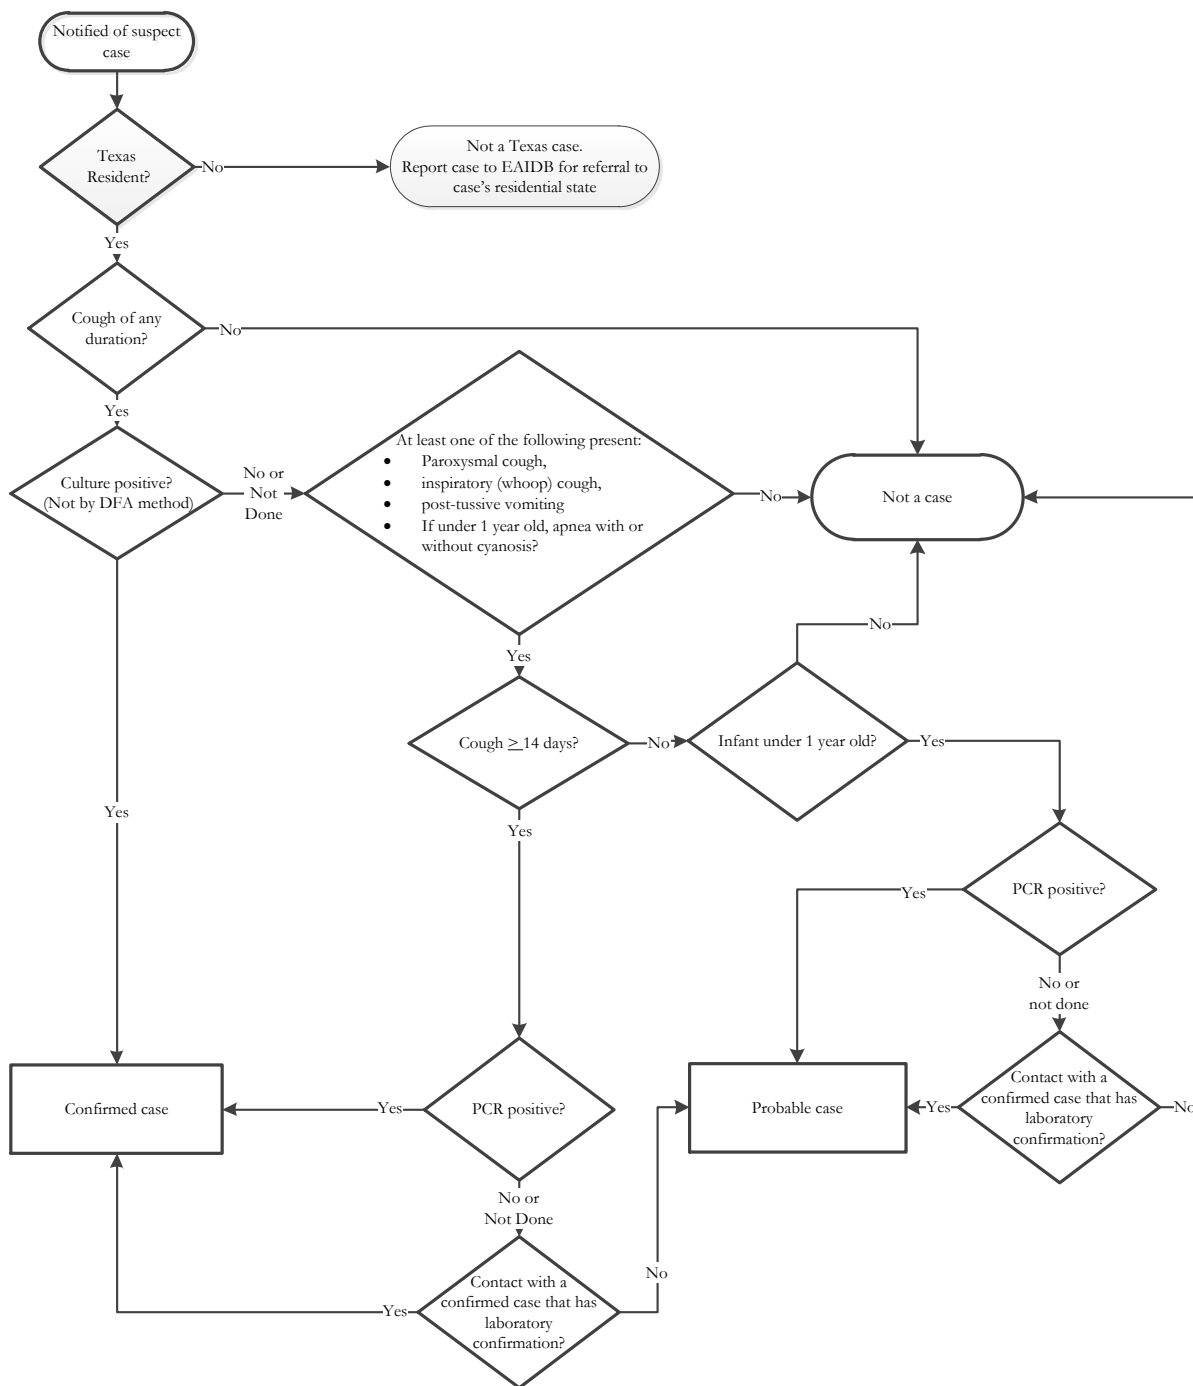 Notified of suspect
case
Texas
Resident?
No
Not a Texas case.
Report case to EAIDB for referral to
case's residential state
Yes
Cough of any
duration?
No
Yes
Culture positive?
(Not by DFA method)
No or
Not
Done
At least one of the following present:
• Paroxysmal cough,
• inspiratory (whoop) cough,
• post-tussive vomiting
• If under 1 year old, apnea with or
without cyanosis?
No
Not a case
No
Yes
Cough ≥ 14 days?
No
Infant under 1 year old?
Yes
Yes
Yes
PCR positive?
Yes
No or
not done
Confirmed case
Yes
PCR positive?
Probable case
Yes
Contact with a
confirmed case that has
laboratory
confirmation?
No
No or
Not Done
Yes
Contact with a
confirmed case that has
laboratory
confirmation?
No